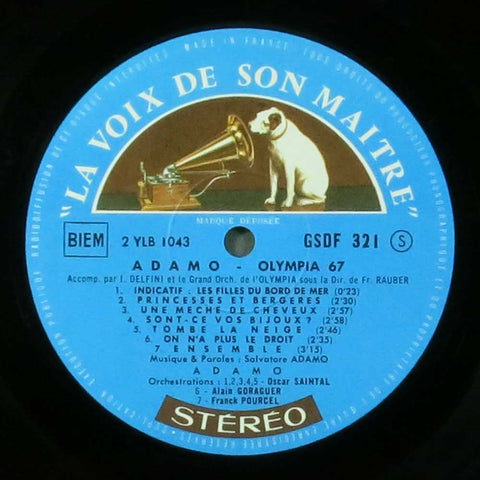 MADE IN FRANCE
"LA VOIX DE SON MAITRE"
MARQUE DÉPOSÉE
BIEM
2 YLB 1043
GSDF 321 S
ADAMO - OLYMPIA 67
Accomp. par I. DELFINI et le Grand Orch. de l'OLYMPIA sous la Dir. de Fr. RAUBER
1. INDICATIF : LES FILLES DU BORD DE MER (0'23)
2. PRINCESSES ET BERGERES (2'30)
3. UNE MECHE DE CHEVEUX (2'57)
4. SONT-CE VOS BIJOUX? (2'58)
5. TOMBE LA NEIGE (2'46)
6. ON N'A PLUS LE DROIT (2'35)
7 ENSEMBLE (3'15)
Musique & Paroles : Salvatore ADAMO
ADAMO
Orchestrations : 1,2,3,4,5 - Oscar SAINTAL
6 - Alain GORAGUER
7 - Franck POURCEL
STÉRÉO